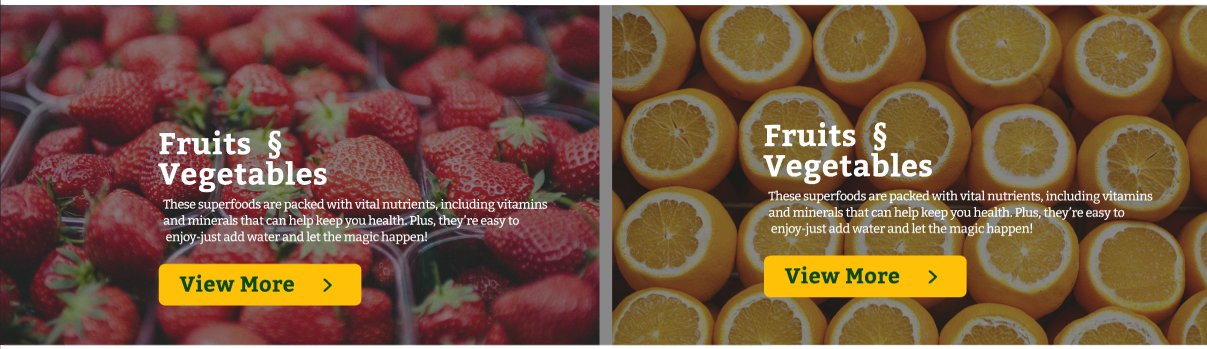 Fruits §
Vegetables
These superfoods are packed with vital nutrients, including vitamins
and minerals that can help keep you health. Plus, they're easy to
enjoy-just add water and let the magic happen!
View More >
Fruits §
Vegetables
These superfoods are packed with vital nutrients, including vitamins
and minerals that can help keep you health. Plus, they're easy to
enjoy-just add water and let the magic happen!
View More >